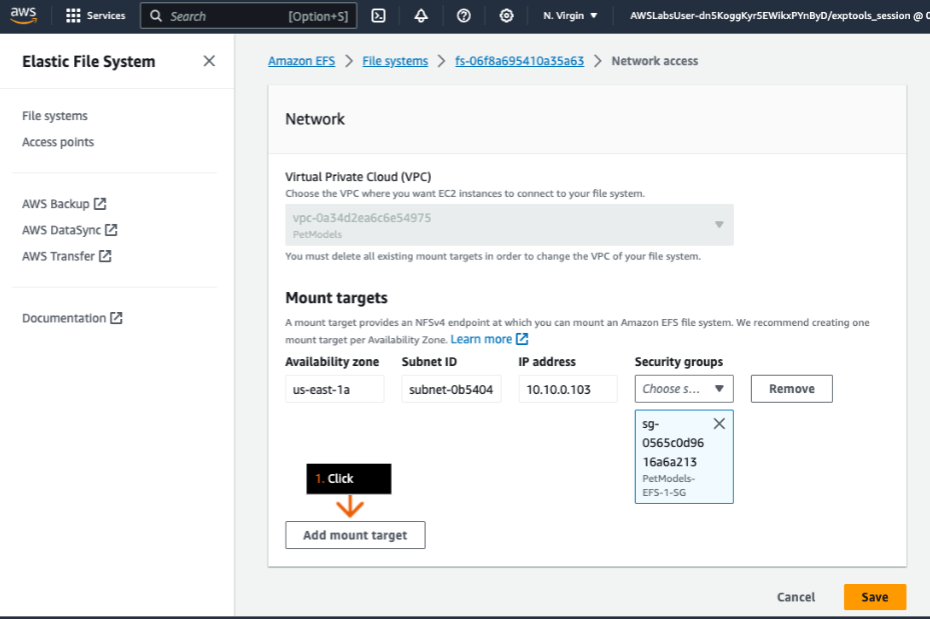 aws
Services
Search
[Option+S]
N. Virgin
AWSLabsUser-dn5KoggKyr5EWikxPYnByD/exptools_session @
Elastic File System
File systems
Access points
AWS Backup
AWS DataSync
AWS Transfer
Documentation
Amazon EFS
File systems
fs-06f8a695410a35a63
Network access
Network
Virtual Private Cloud (VPC)
Choose the VPC where you want EC2 instances to connect to your file system.
vpc-0a34d2ea6c6e54975
PetModels
You must delete all existing mount targets in order to change the VPC of your file system.
Mount targets
A mount target provides an NFSv4 endpoint at which you can mount an Amazon EFS file system. We recommend creating one
mount target per Availability Zone. Learn more
Availability zone
Subnet ID
IP address
Security groups
us-east-1a
subnet-0b5404
10.10.0.103
Choose s...
Remove
sg-
0565c0d96
16a6a213
PetModels-
EFS-1-SG
1. Click
Add mount target
Cancel
Save